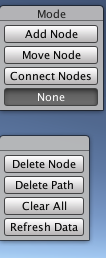 Mode
Add Node
Move Node
Connect Nodes
None
Delete Node
Delete Path
Clear All
Refresh Data